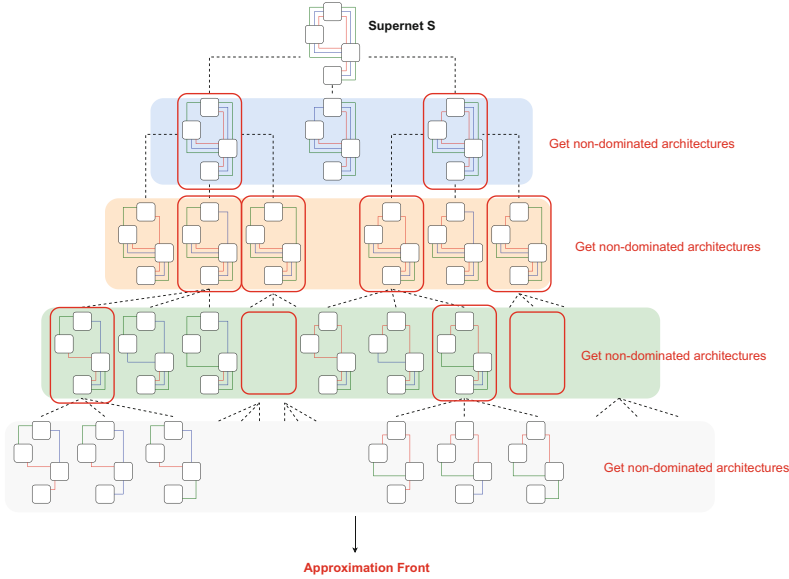 Supernet S
Get non-dominated architectures
Get non-dominated architectures
Get non-dominated architectures
Get non-dominated architectures
Approximation Front